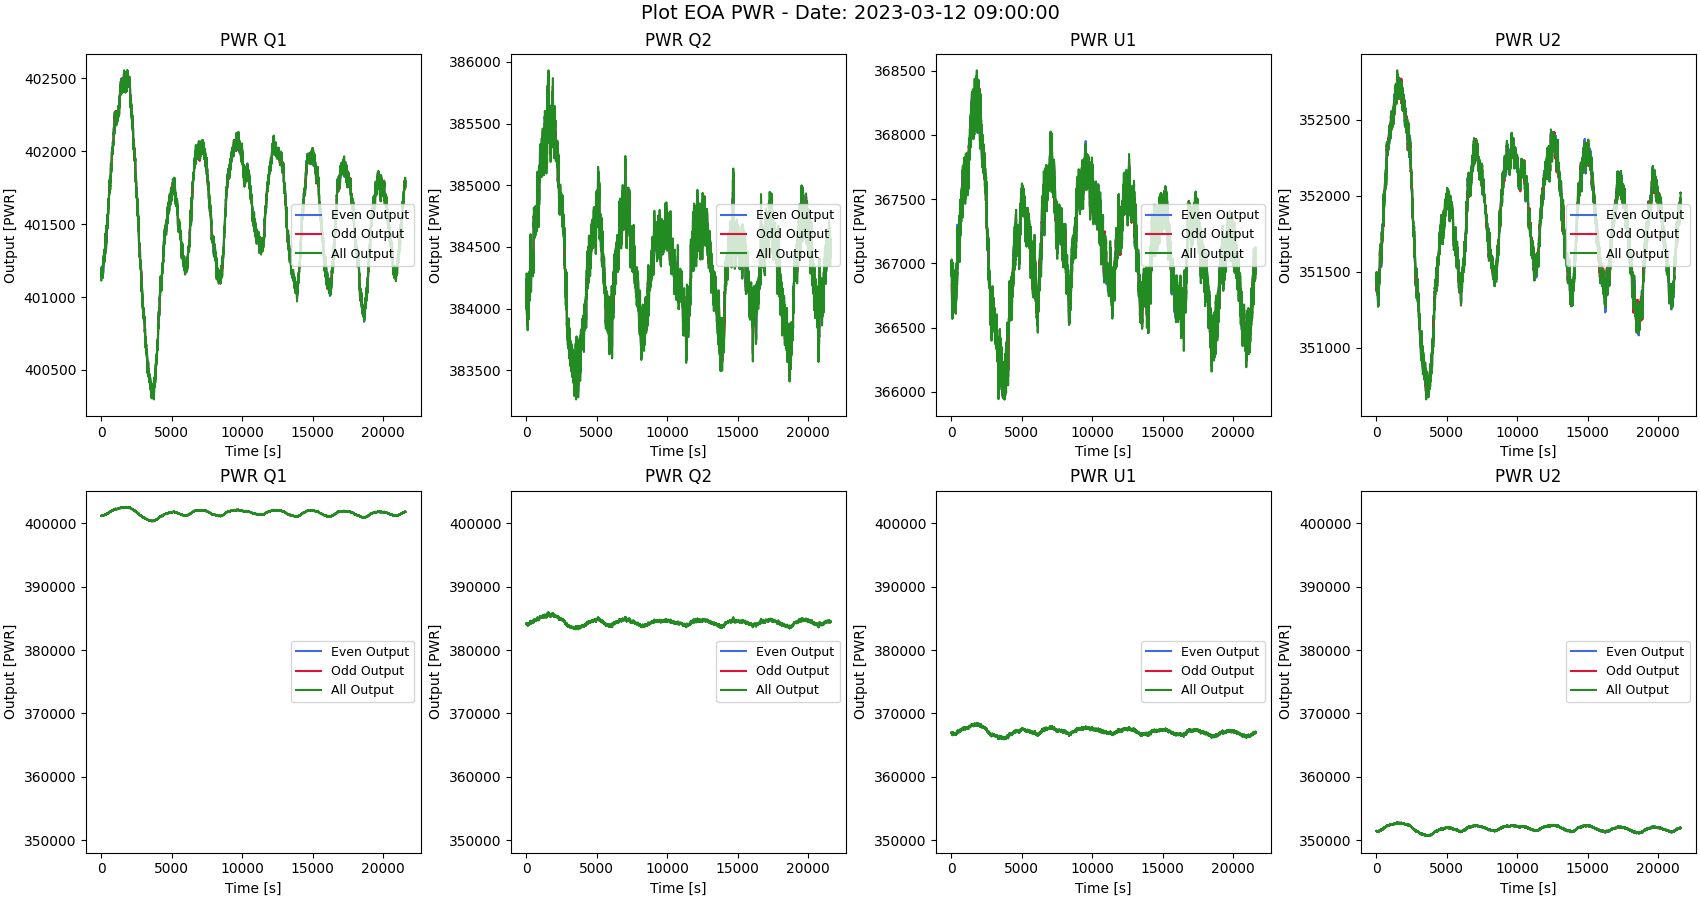 Plot EOA PWR - Date: 2023-03-12 09:00:00
PWR Q1
402500
402000
401500
401000
400500
Output [PWR]
0 5000 10000 15000 20000
Time [s]
Even Output
Odd Output
All Output
PWR Q2
386000
385500
385000
384500
384000
383500
Output [PWR]
0 5000 10000 15000 20000
Time [s]
Even Output
Odd Output
All Output
PWR U1
368500
368000
367500
367000
366500
366000
Output [PWR]
0 5000 10000 15000 20000
Time [s]
Even Output
Odd Output
All Output
PWR U2
352500
352000
351500
351000
Output [PWR]
0 5000 10000 15000 20000
Time [s]
Even Output
Odd Output
All Output
PWR Q1
400000
390000
380000
370000
360000
350000
Output [PWR]
0 5000 10000 15000 20000
Time [s]
Even Output
Odd Output
All Output
PWR Q2
400000
390000
380000
370000
360000
350000
Output [PWR]
0 5000 10000 15000 20000
Time [s]
Even Output
Odd Output
All Output
PWR U1
400000
390000
380000
370000
360000
350000
Output [PWR]
0 5000 10000 15000 20000
Time [s]
Even Output
Odd Output
All Output
PWR U2
400000
390000
380000
370000
360000
350000
Output [PWR]
0 5000 10000 15000 20000
Time [s]
Even Output
Odd Output
All Output